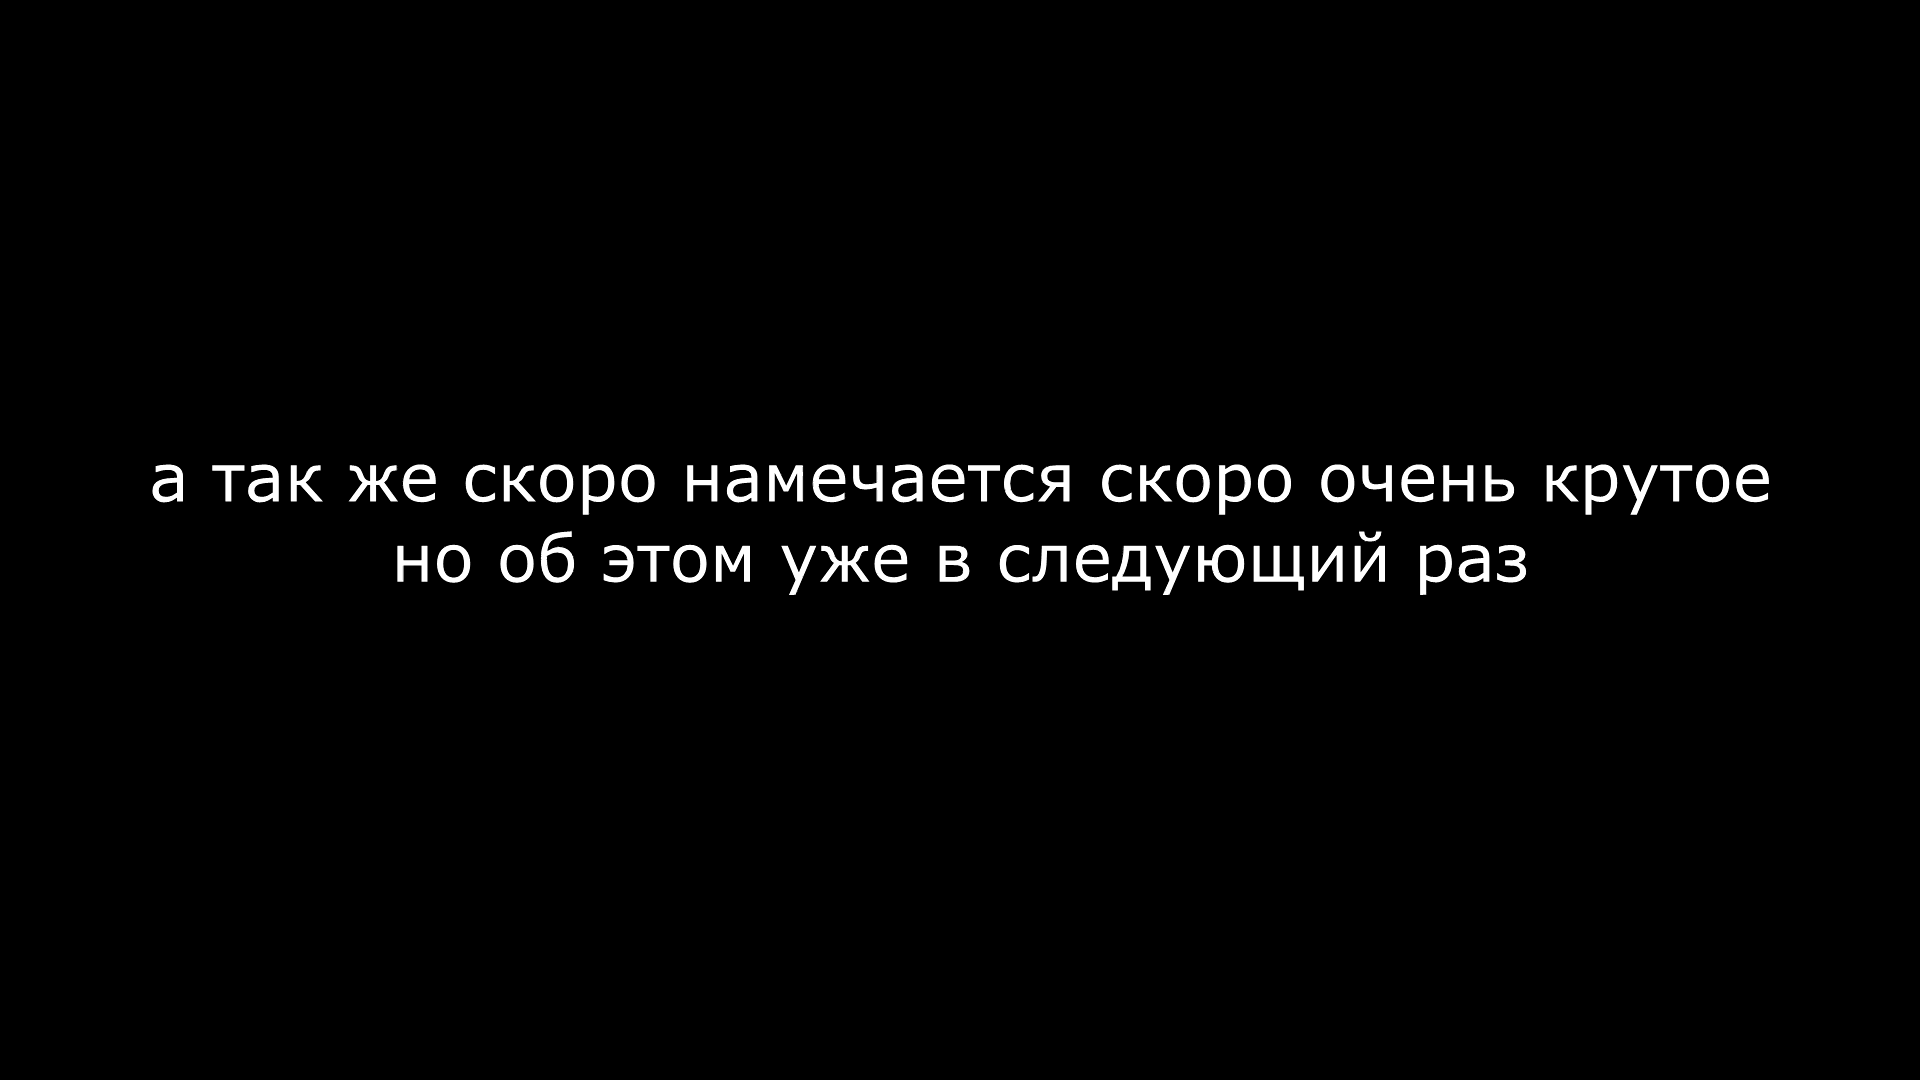 а так же скоро намечается скоро очень крутое
но об этом уже в следующий раз